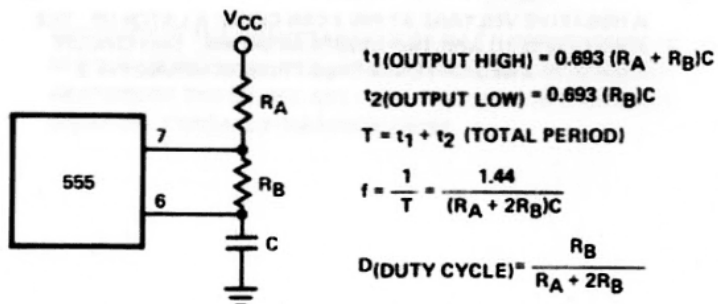 VCC
RA
7
555
RB
6
C
t1(OUTPUT HIGH) = 0.693 (RA + RB)C
t2(OUTPUT LOW) = 0.693 (RB)C
T = t1 + t2 (TOTAL PERIOD)
f = 1/T = 1.44/(RA + 2RB)C
D(DUTY CYCLE) = RB/RA + 2RB